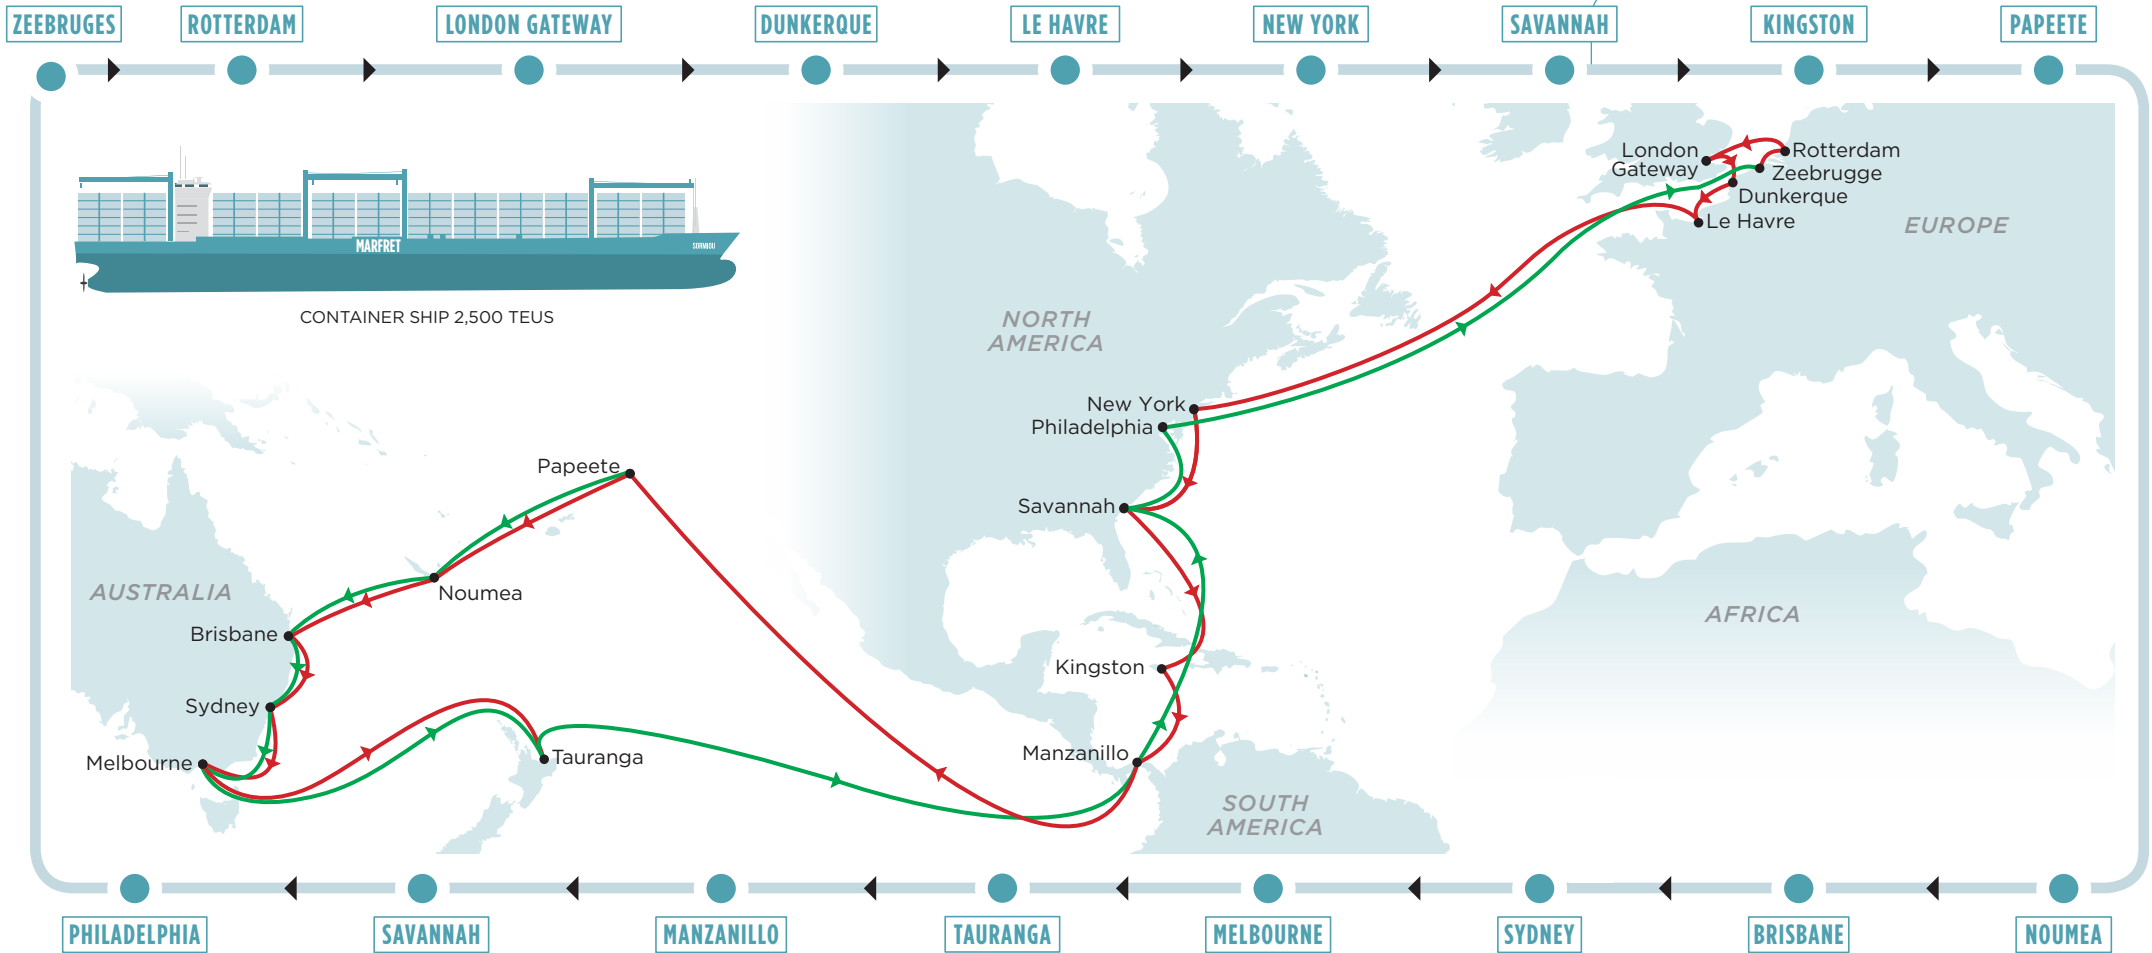 ZEEBRUGES
ROTTERDAM
LONDON GATEWAY
DUNKERQUE
LE HAVRE
NEW YORK
SAVANNAH
KINGSTON
PAPEETE
MARFRET
SORMIOU
CONTAINER SHIP 2,500 TEUS
London
Gateway
Rotterdam
Zeebrugge
Dunkerque
Le Havre
EUROPE
NORTH
AMERICA
New York
Philadelphia
Papeete
Savannah
AUSTRALIA
Noumea
AFRICA
Brisbane
Kingston
Sydney
Manzanillo
Melbourne
Tauranga
SOUTH
AMERICA
PHILADELPHIA
SAVANNAH
MANZANILLO
TAURANGA
MELBOURNE
SYDNEY
BRISBANE
NOUMEA